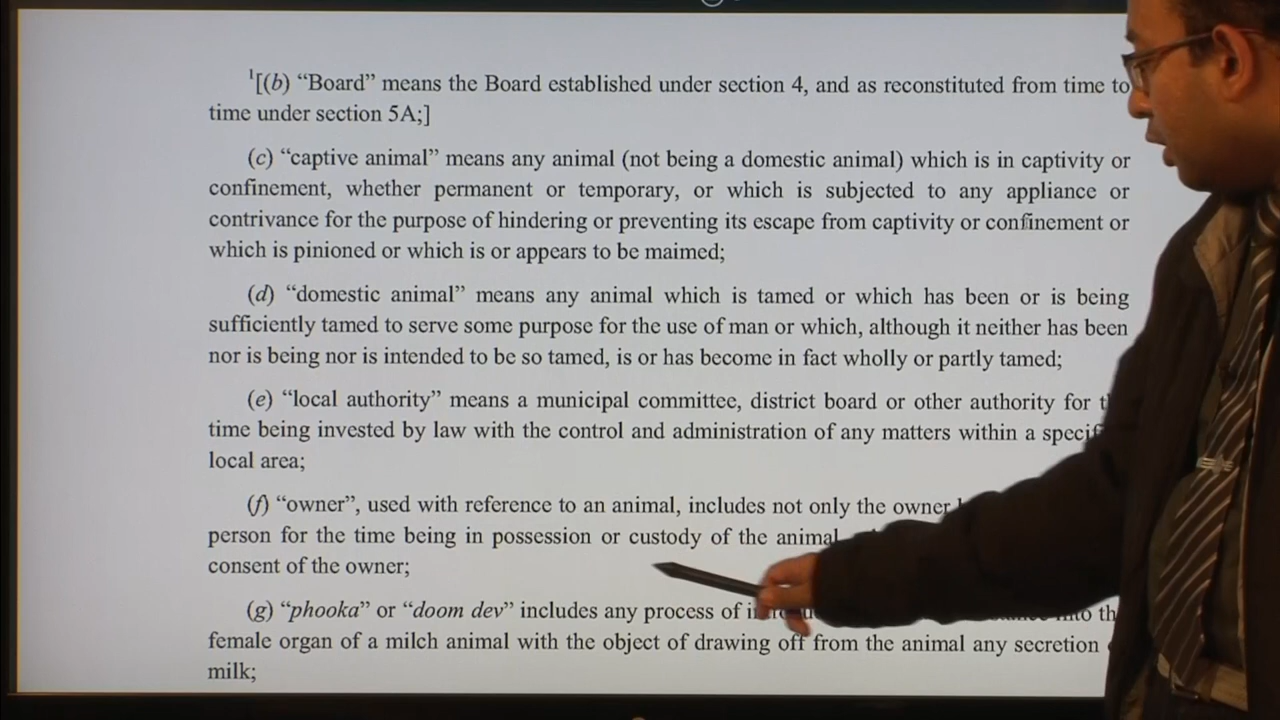 ¹[(b) “Board” means the Board established under section 4, and as reconstituted from time to
time under section 5A;]
(c) “captive animal” means any animal (not being a domestic animal) which is in captivity or
confinement, whether permanent or temporary, or which is subjected to any appliance or
contrivance for the purpose of hindering or preventing its escape from captivity or confinement or
which is pinioned or which is or appears to be maimed;
(d) “domestic animal” means any animal which is tamed or which has been or is being
sufficiently tamed to serve some purpose for the use of man or which, although it neither has been
nor is being nor is intended to be so tamed, is or has become in fact wholly or partly tamed;
(e) “local authority” means a municipal committee, district board or other authority for
time being invested by law with the control and administration of any matters within a
local area;
(f) “owner”, used with reference to an animal, includes not only the owner
person for the time being in possession or custody of the animal
consent of the owner;
(g) “phooka” or “doom dev” includes any process of
female organ of a milch animal with the object of drawing off from the animal any secretion
milk;